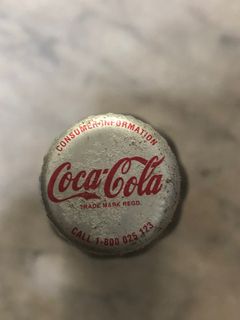 CONSUMER INFORMATION
Coca-Cola
TRADE MARK REGD.
CALL 1-800 025 123